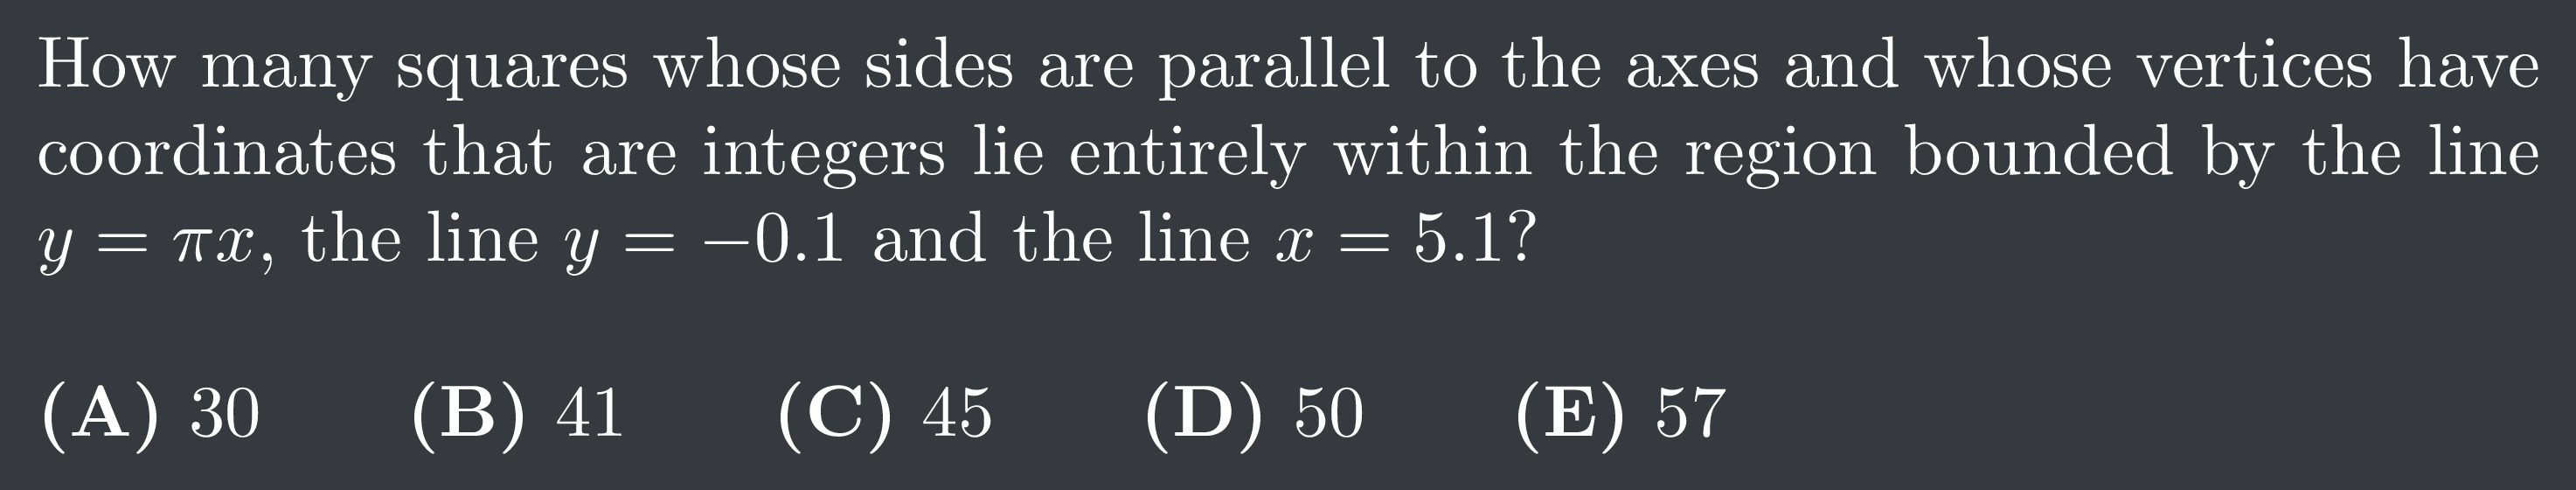 How many squares whose sides are parallel to the axes and whose vertices have
coordinates that are integers lie entirely within the region bounded by the line
y = πx, the line y = −0.1 and the line x = 5.1?
(A) 30 (B) 41 (C) 45 (D) 50 (E) 57